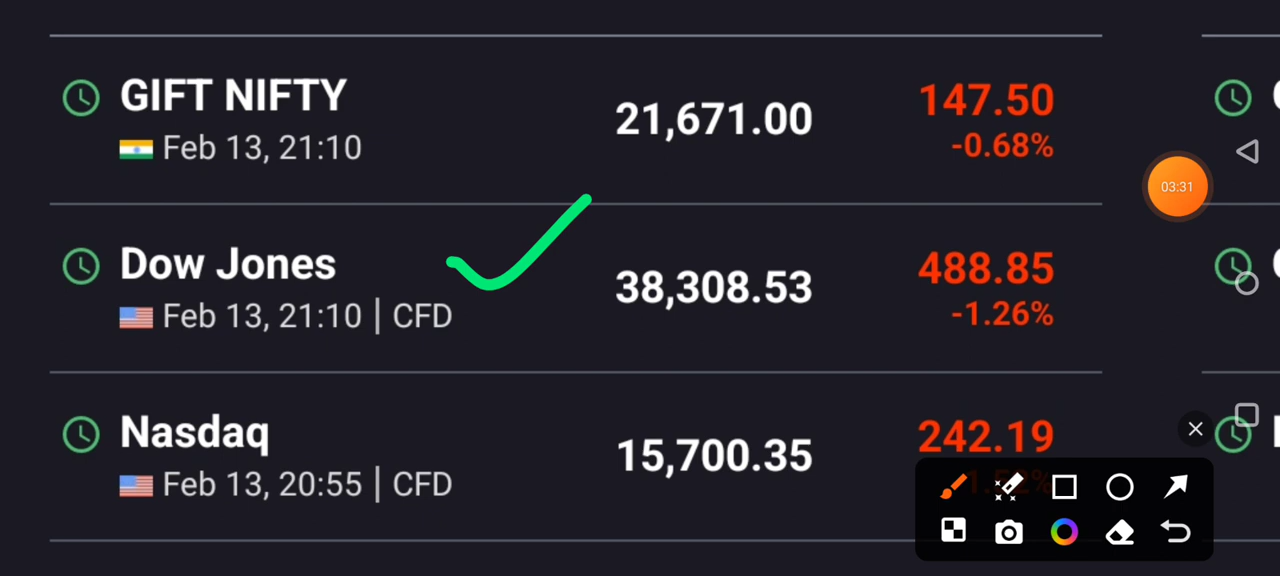 GIFT NIFTY
21,671.00
147.50
Feb 13, 21:10
-0.68%
03:31
Dow Jones
38,308.53
488.85
Feb 13, 21:10 | CFD
-1.26%
Nasdaq
15,700.35
242.19
Feb 13, 20:55 | CFD